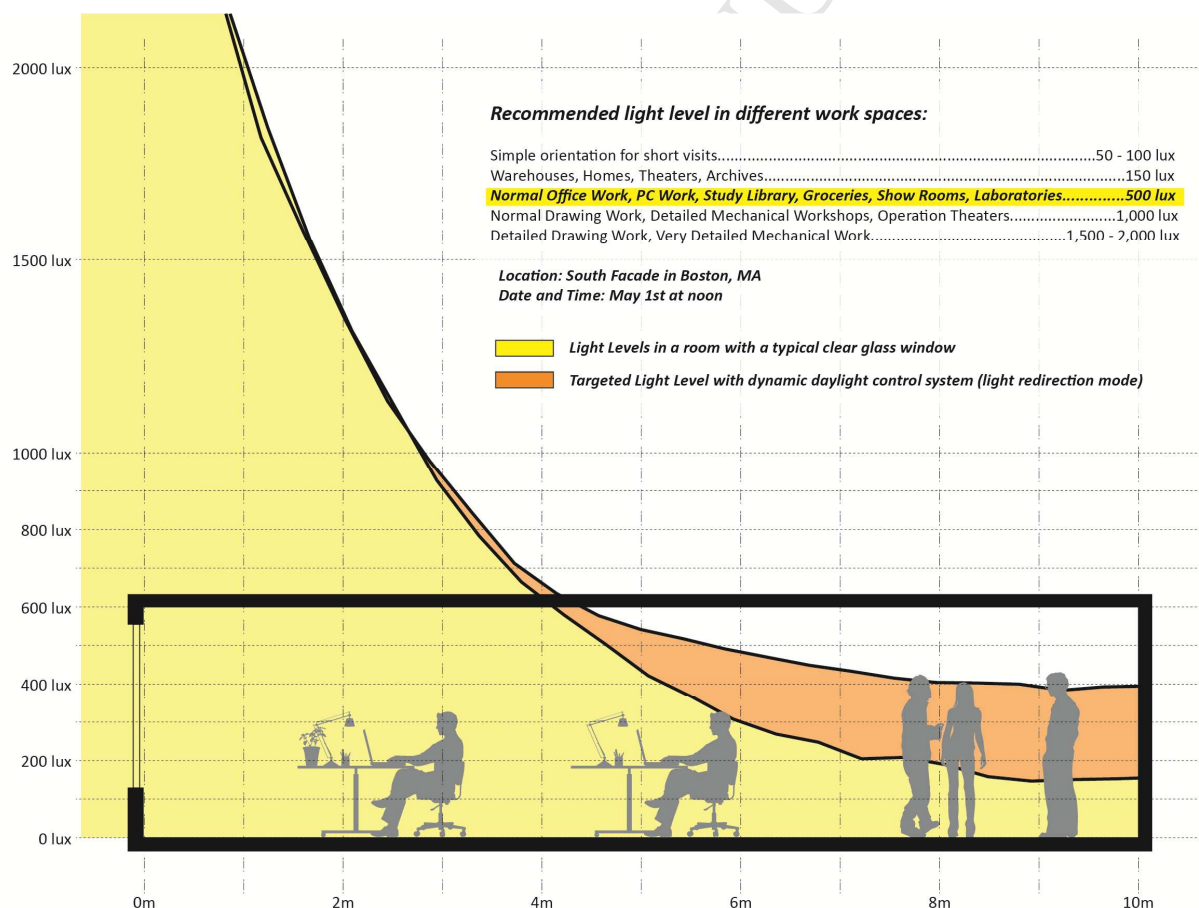 2000 lux
Recommended light level in different work spaces:
Simple orientation for short visits.......................................................................................50 - 100 lux
Warehouses, Homes, Theaters, Archives....................................................................................150 lux
Normal Office Work, PC Work, Study Library, Groceries, Show Rooms, Laboratories.............500 lux
Normal Drawing Work, Detailed Mechanical Workshops, Operation Theaters.........................1,000 lux
Detailed Drawing Work, Very Detailed Mechanical Work.............................................1,500 - 2,000 lux
1500 lux
Location: South Facade in Boston, MA
Date and Time: May 1st at noon
Light Levels in a room with a typical clear glass window
Targeted Light Level with dynamic daylight control system (light redirection mode)
1000 lux
800 lux
600 lux
400 lux
200 lux
0 lux
0m 2m 4m 6m 8m 10m